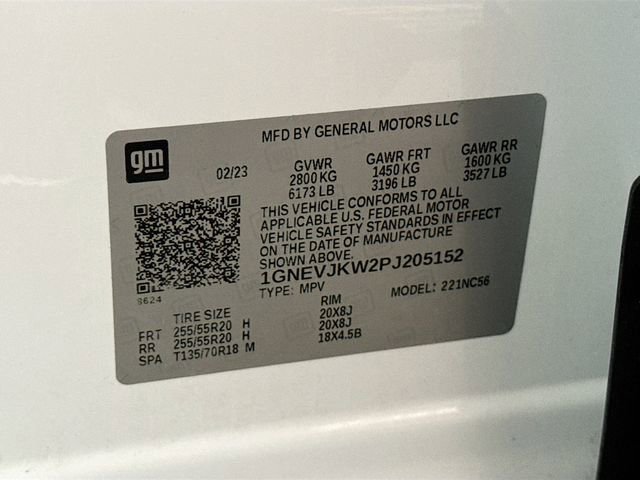 MFD BY GENERAL MOTORS LLC
gm
02/23
GVWR GAWR FRT GAWR RR
2800 KG 1450 KG 1600 KG
6173 LB 3196 LB 3527 LB
THIS VEHICLE CONFORMS TO ALL
APPLICABLE U.S. FEDERAL MOTOR
VEHICLE SAFETY STANDARDS IN EFFECT
ON THE DATE OF MANUFACTURE
SHOWN ABOVE.
1GNEVJKW2PJ205152
TYPE: MPV MODEL: 221NC56
8624
TIRE SIZE RIM
FRT 255/55R20 H 20X8J
RR 255/55R20 H 20X8J
SPA T135/70R18 M 18X4.5B